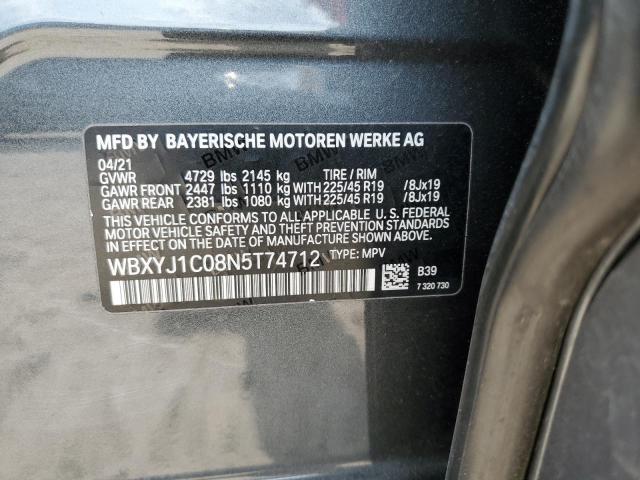 MFD BY BAYERISCHE MOTOREN WERKE AG
04/21
GVWR 4729 lbs 2145 kg TIRE / RIM
GAWR FRONT 2447 lbs 1110 kg WITH 225/45 R19 /8Jx19
GAWR REAR 2381 lbs 1080 kg WITH 225/45 R19 /8Jx19
THIS VEHICLE CONFORMS TO ALL APPLICABLE U. S. FEDERAL
MOTOR VEHICLE SAFETY AND THEFT PREVENTION STANDARDS
IN EFFECT ON THE DATE OF MANUFACTURE SHOWN ABOVE.
WBXYJ1C08N5T74712 TYPE: MPV
B39
7 320 730